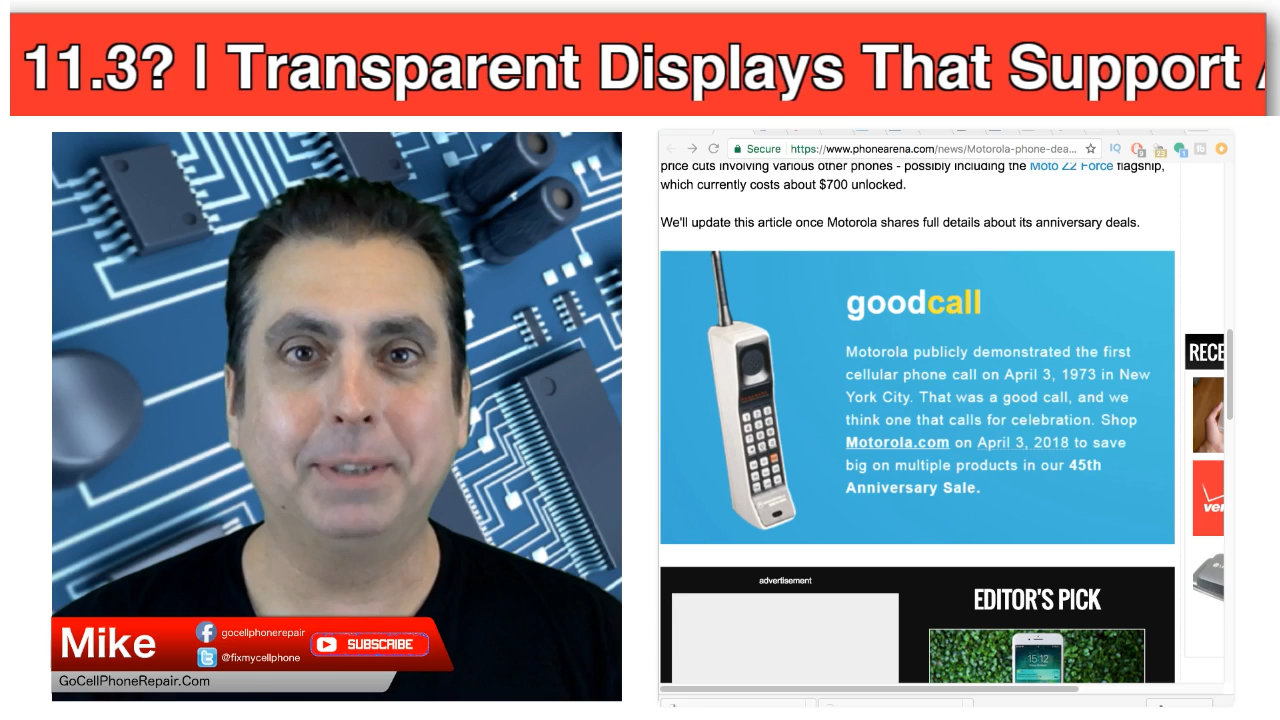 11.3? | Transparent Displays That Support
Secure https://www.phonearena.com/news/Motorola-phone-dea...
price cuts involving various other phones - possibly including the Moto Z2 Force flagship,
which currently costs about $700 unlocked.
We'll update this article once Motorola shares full details about its anniversary deals.
goodcall
Motorola publicly demonstrated the first
cellular phone call on April 3, 1973 in New
York City. That was a good call, and we
think one that calls for celebration. Shop
Motorola.com on April 3, 2018 to save
big on multiple products in our 45th
Anniversary Sale.
RECE
ver
advertisement
EDITOR'S PICK
15:12
Mike
gocellphonerepair
@fixmycellphone
SUBSCRIBE
GoCellPhoneRepair.Com